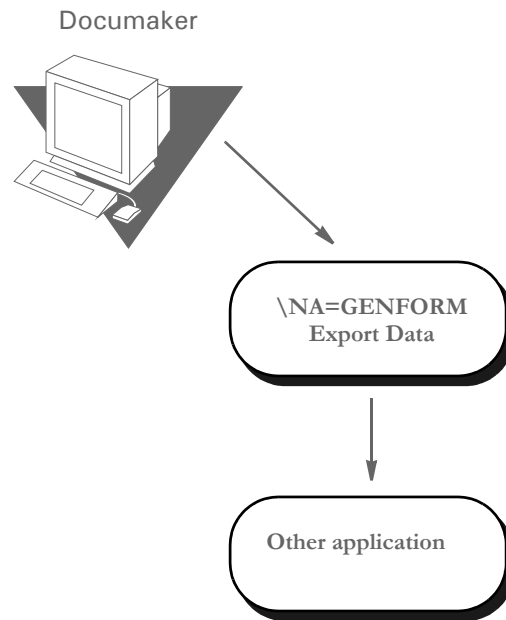 Documaker
\NA=GENFORM
Export Data
Other application